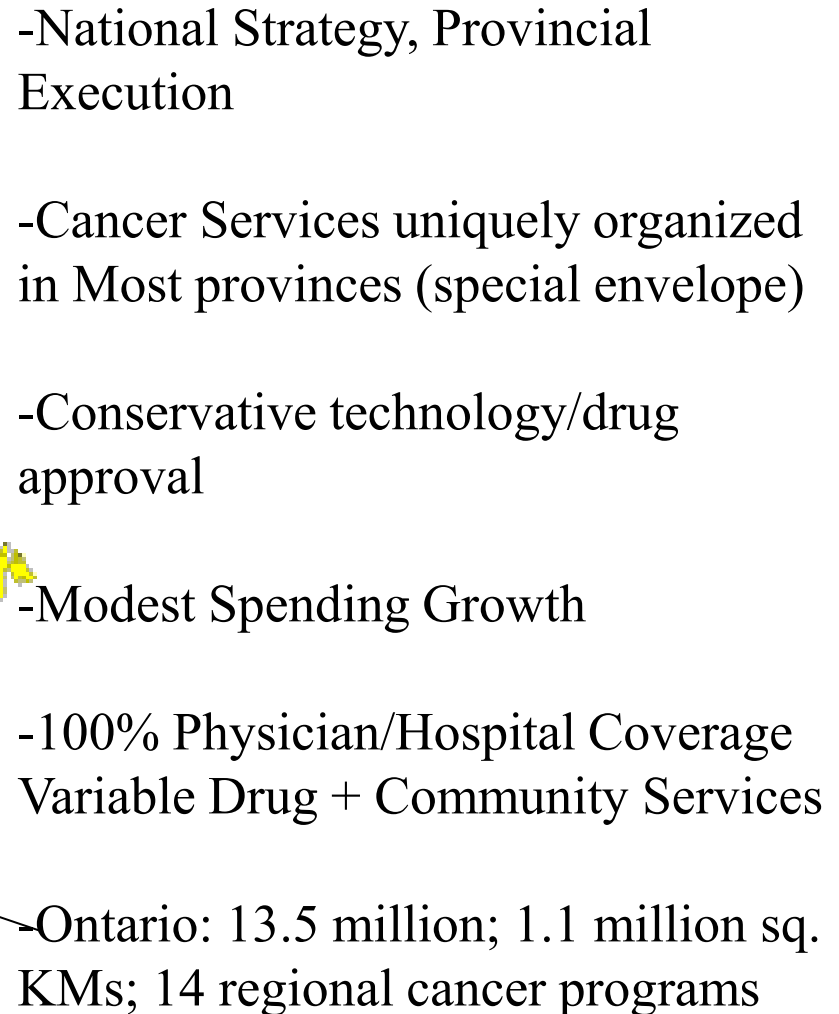 -National Strategy, Provincial
Execution
-Cancer Services uniquely organized
in Most provinces (special envelope)
-Conservative technology/drug
approval
-Modest Spending Growth
-100% Physician/Hospital Coverage
Variable Drug + Community Services
-Ontario: 13.5 million; 1.1 million sq.
KMs; 14 regional cancer programs